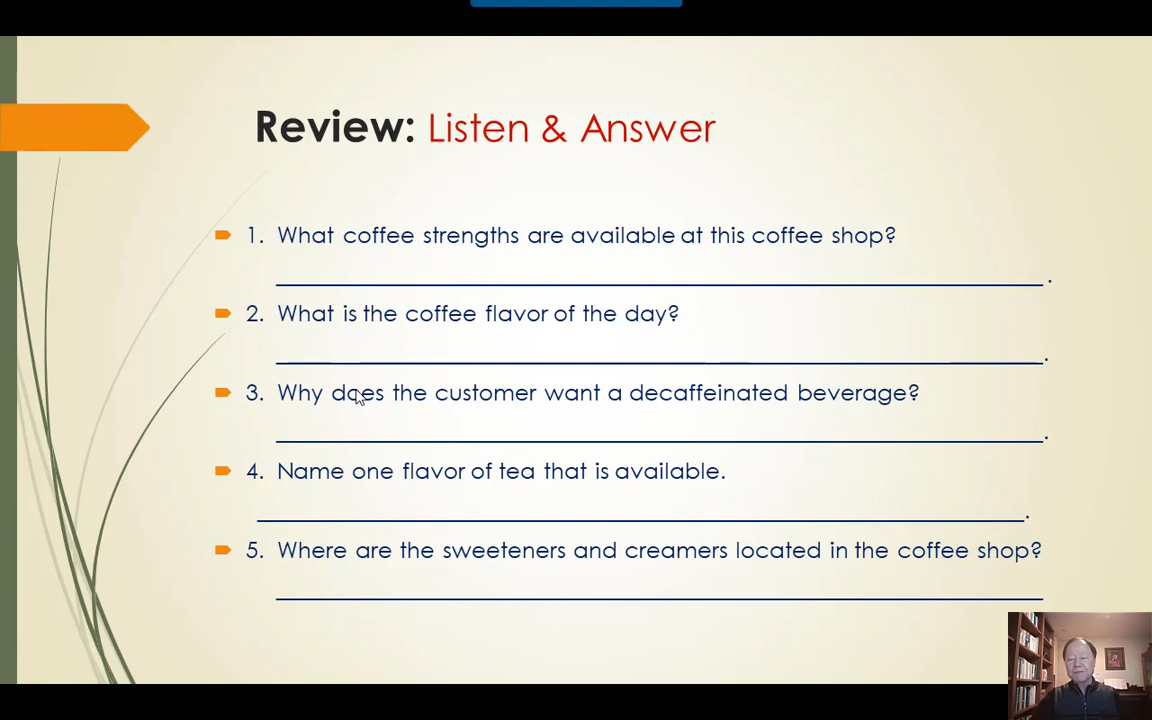 Review: Listen & Answer
1. What coffee strengths are available at this coffee shop?
.
2. What is the coffee flavor of the day?
.
3. Why does the customer want a decaffeinated beverage?
.
4. Name one flavor of tea that is available.
.
5. Where are the sweeteners and creamers located in the coffee shop?